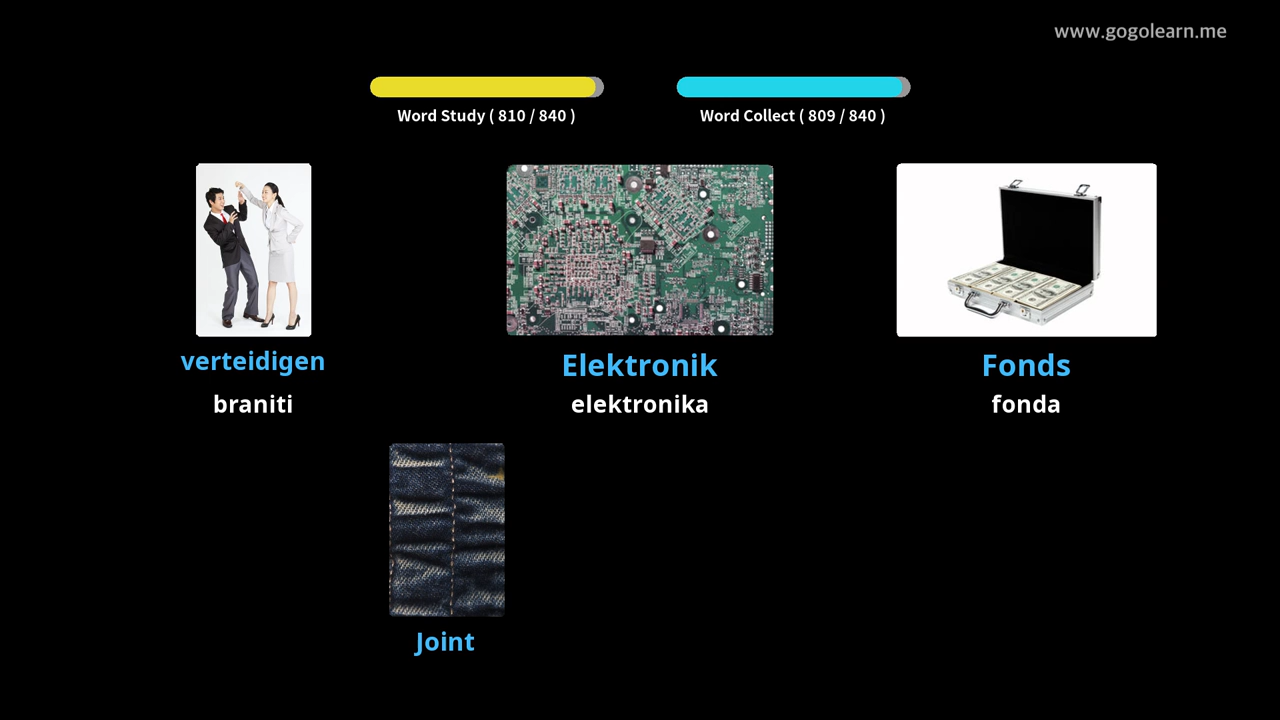 www.gogolearn.me
Word Study ( 810 / 840 )
Word Collect ( 809 / 840 )
verteidigen
braniti
Elektronik
elektronika
Fonds
fonda
Joint